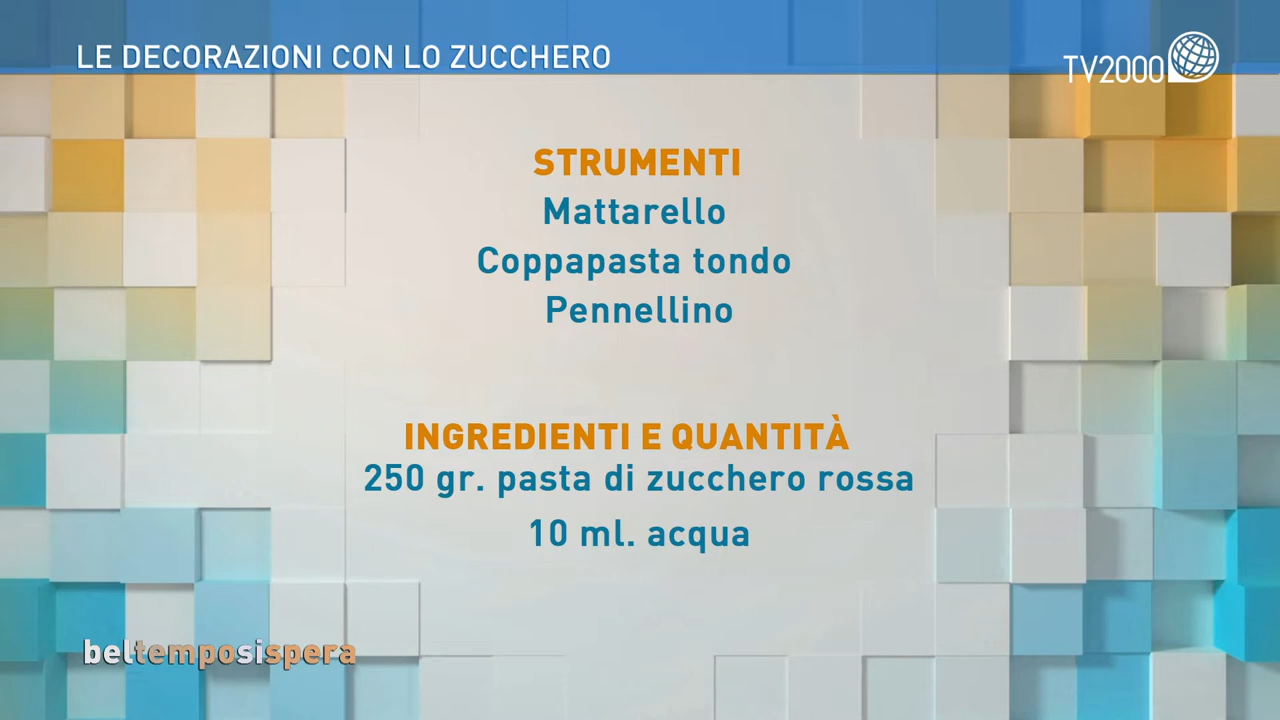 LE DECORAZIONI CON LO ZUCCHERO
TV2000
STRUMENTI
Mattarello
Coppapasta tondo
Pennellino
INGREDIENTI E QUANTITÀ
250 gr. pasta di zucchero rossa
10 ml. acqua
beltemposispera